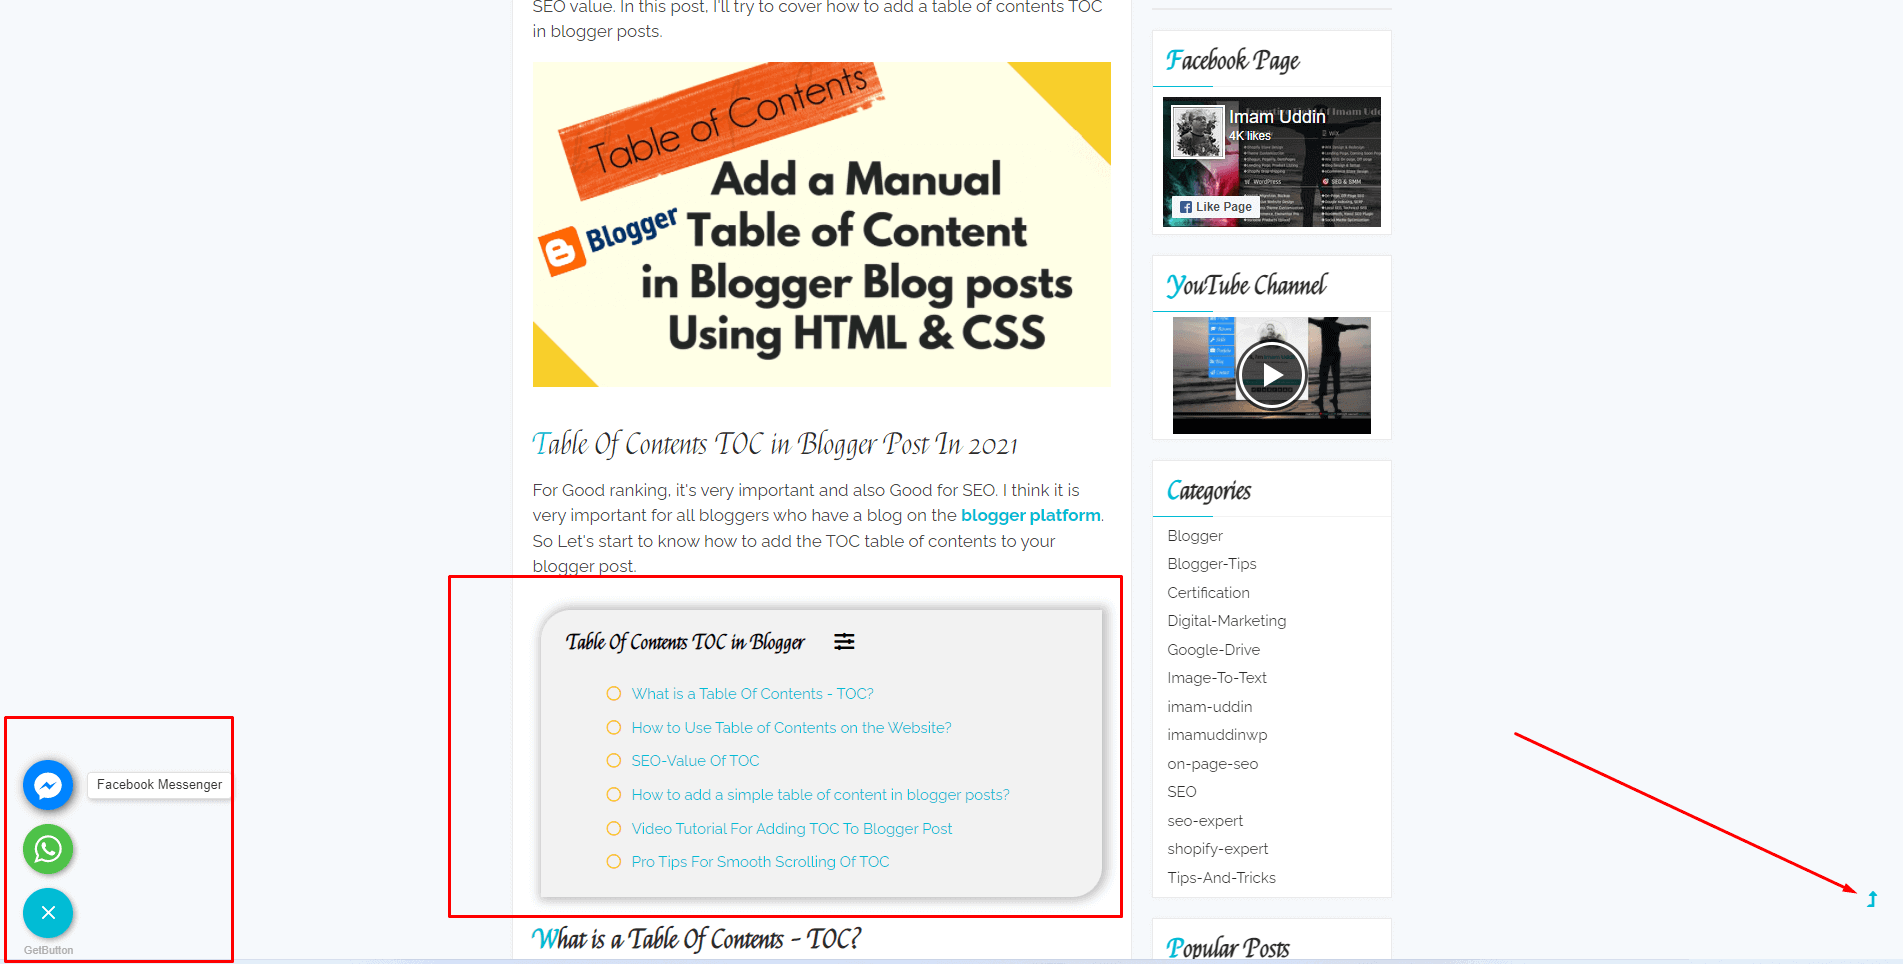 SEO value. In this post, I'll try to cover how to add a table of contents TOC
in blogger posts.
Table of Contents
Add a Manual
Blogger
Table of Content
in Blogger Blog posts
Using HTML & CSS
Table Of Contents TOC in Blogger Post In 2021
For Good ranking, it's very important and also Good for SEO. I think it is
very important for all bloggers who have a blog on the blogger platform.
So Let's start to know how to add the TOC table of contents to your
blogger post.
Table Of Contents TOC in Blogger
What is a Table Of Contents - TOC?
How to Use Table of Contents on the Website?
SEO-Value Of TOC
How to add a simple table of content in blogger posts?
Video Tutorial For Adding TOC To Blogger Post
Pro Tips For Smooth Scrolling Of TOC
What is a Table Of Contents - TOC?
Facebook Page
Imam Uddin
4K likes
WIX
WordPress
SEO & SMM
Like Page
YouTube Channel
Categories
Blogger
Blogger-Tips
Certification
Digital-Marketing
Google-Drive
Image-To-Text
imam-uddin
imamuddinwp
on-page-seo
SEO
seo-expert
shopify-expert
Tips-And-Tricks
Popular Posts
Facebook Messenger
GetButton